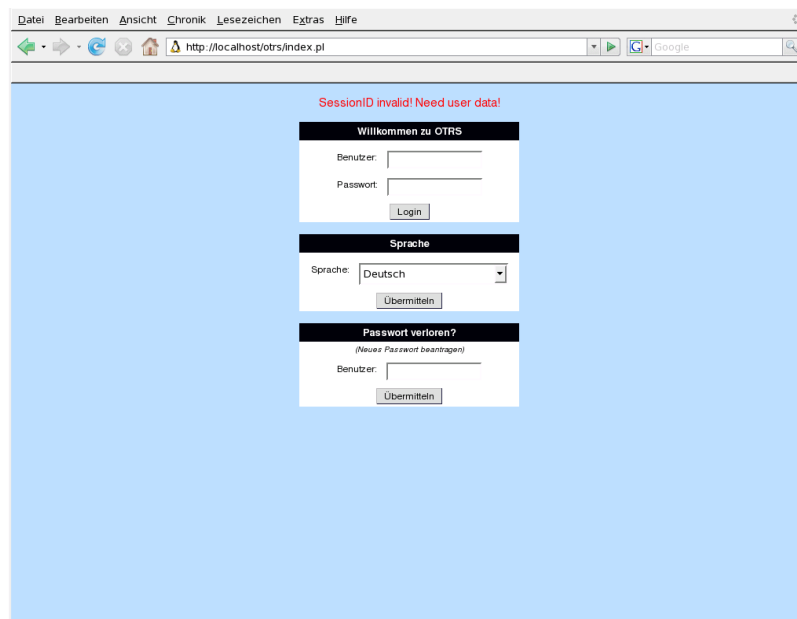 Datei Bearbeiten Ansicht Chronik Lesezeichen Extras Hilfe
http://localhost/otrs/index.pl G Google
SessionID invalid! Need user data!
Willkommen zu OTRS
Benutzer:
Passwort:
Login
Sprache
Sprache: Deutsch
Übermitteln
Passwort verloren?
(Neues Passwort beantragen)
Benutzer:
Übermitteln